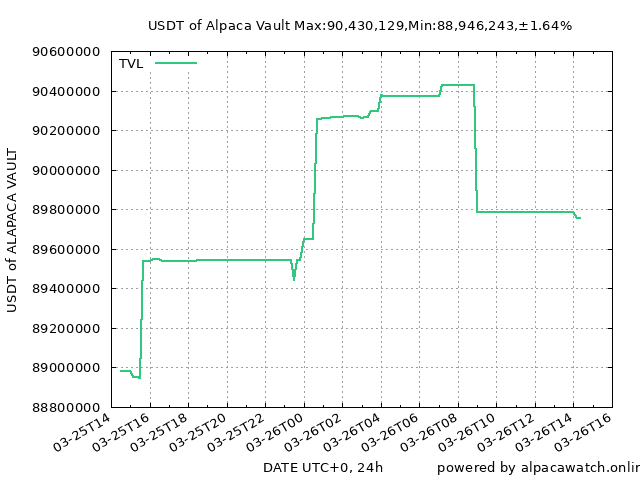 USDT of Alpaca Vault Max:90,430,129,Min:88,946,243,±1.64%
TVL
90600000
90400000
90200000
90000000
89800000
89600000
89400000
89200000
89000000
88800000
USDT of ALAPACA VAULT
03-25T14
03-25T16
03-25T18
03-25T20
03-25T22
03-26T00
03-26T02
03-26T04
03-26T06
03-26T08
03-26T10
03-26T12
03-26T14
03-26T16
DATE UTC+0, 24h
powered by alpacawatch.onlin